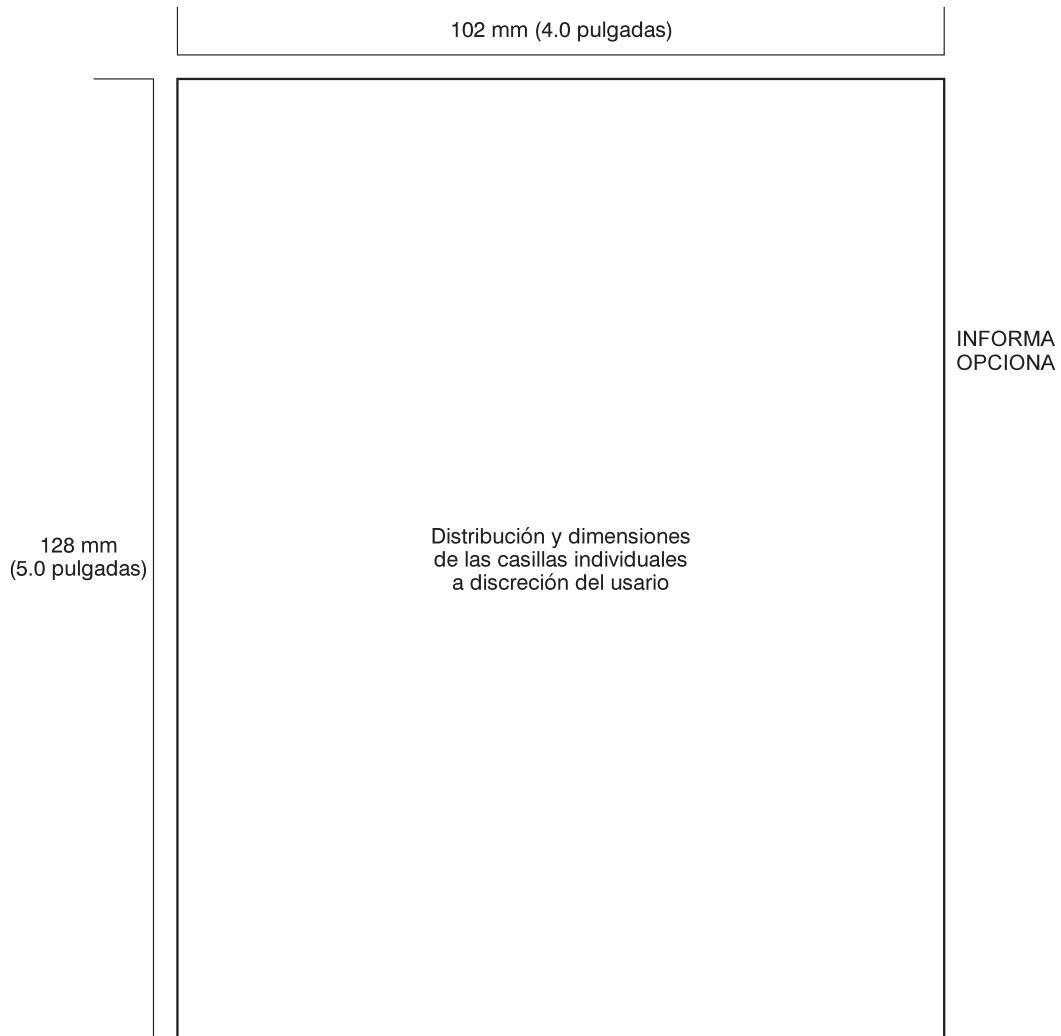 102 mm (4.0 pulgadas)
INFORMA
OPCIONA
128 mm
(5.0 pulgadas)
Distribución y dimensiones
de las casillas individuales
a discreción del usario